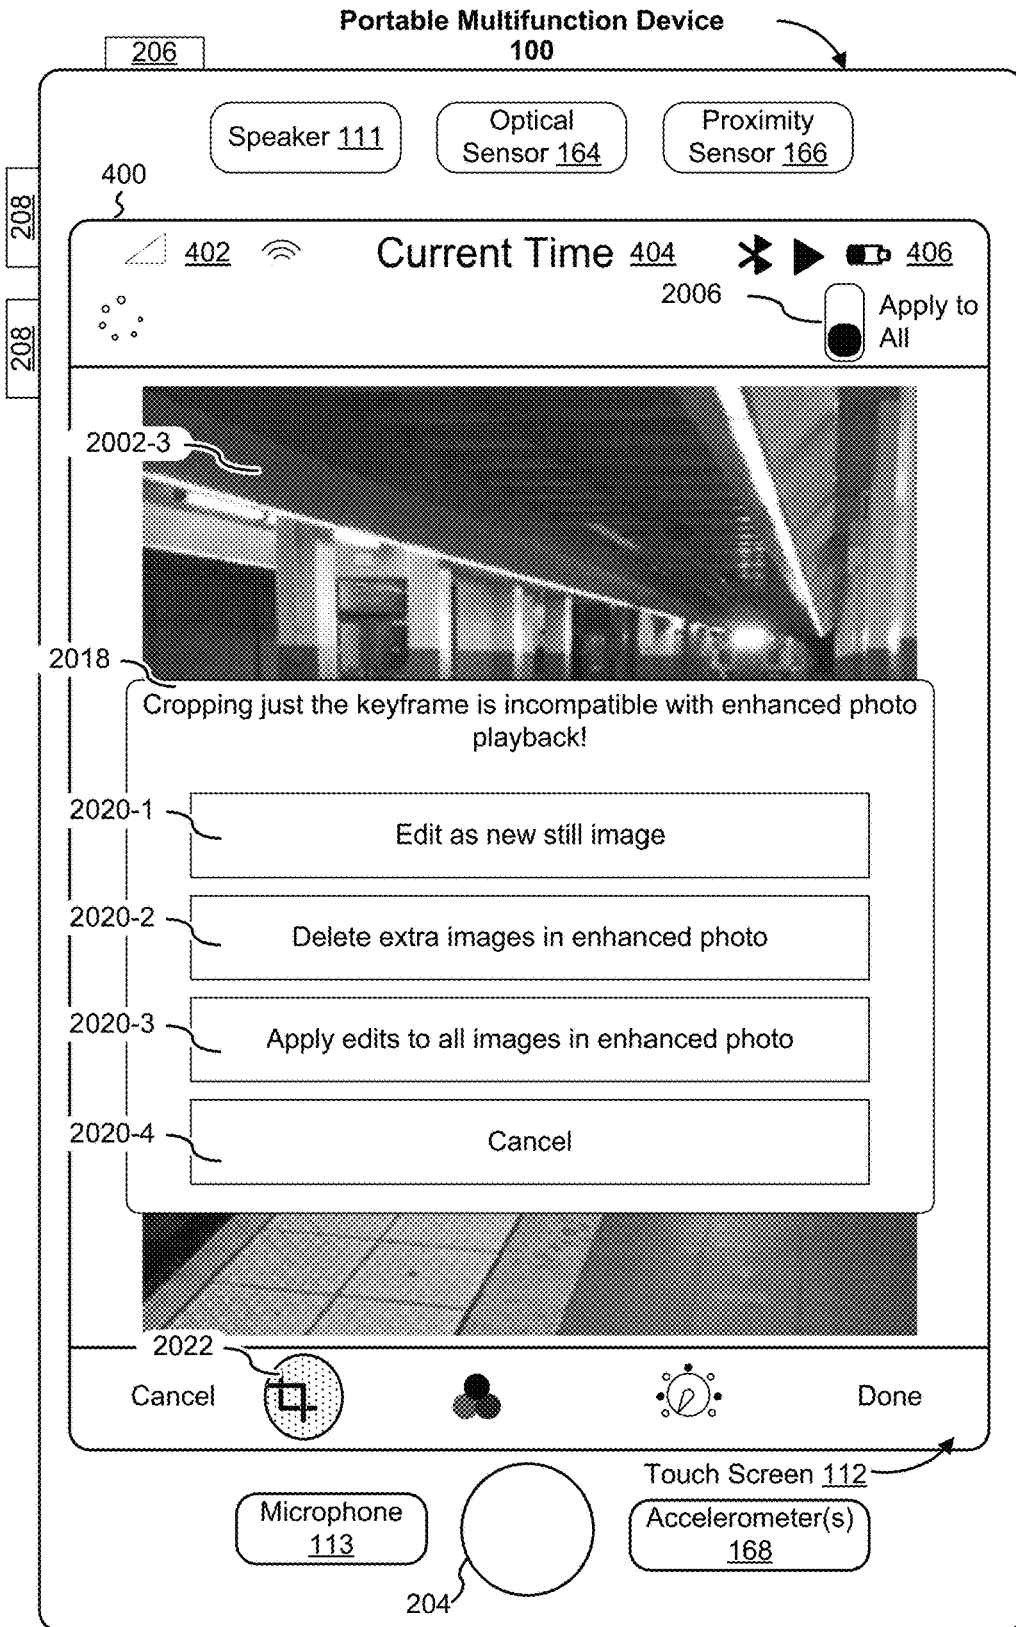 Portable Multifunction Device
100
206
Speaker 111
Optical
Sensor 164
Proximity
Sensor 166
208
400
402
Current Time 404
406
2006
Apply to
All
208
2002-3
2018
Cropping just the keyframe is incompatible with enhanced photo
playback!
2020-1
Edit as new still image
2020-2
Delete extra images in enhanced photo
2020-3
Apply edits to all images in enhanced photo
2020-4
Cancel
2022
Cancel
Done
Touch Screen 112
Microphone
113
Accelerometer(s)
168
204